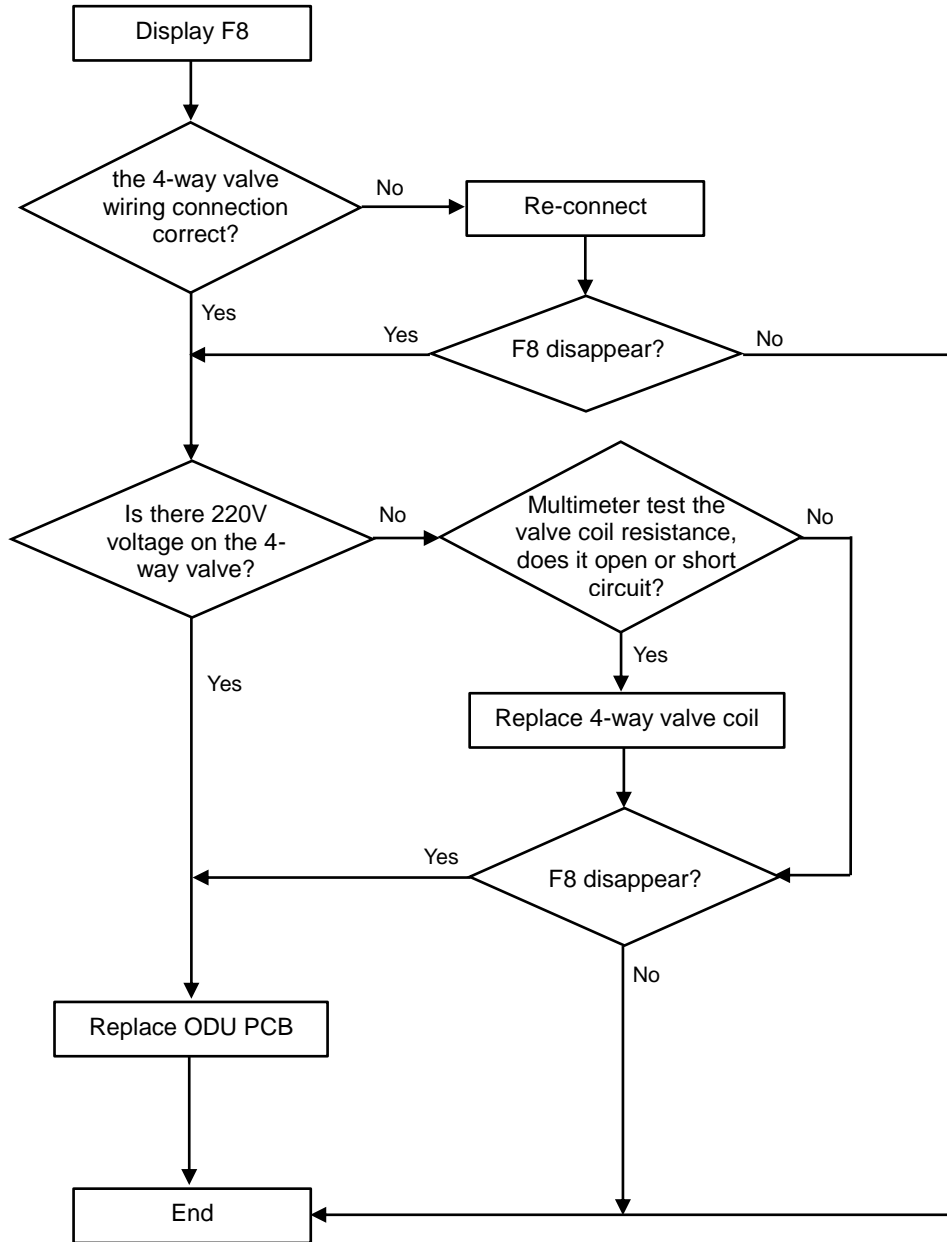 Display F8
the 4-way valve
wiring connection
correct?
No
Re-connect
Yes
Yes
F8 disappear?
No
Is there 220V
voltage on the 4-
way valve?
No
Multimeter test the
valve coil resistance,
does it open or short
circuit?
No
Yes
Yes
Replace 4-way valve coil
Yes
F8 disappear?
No
Replace ODU PCB
End